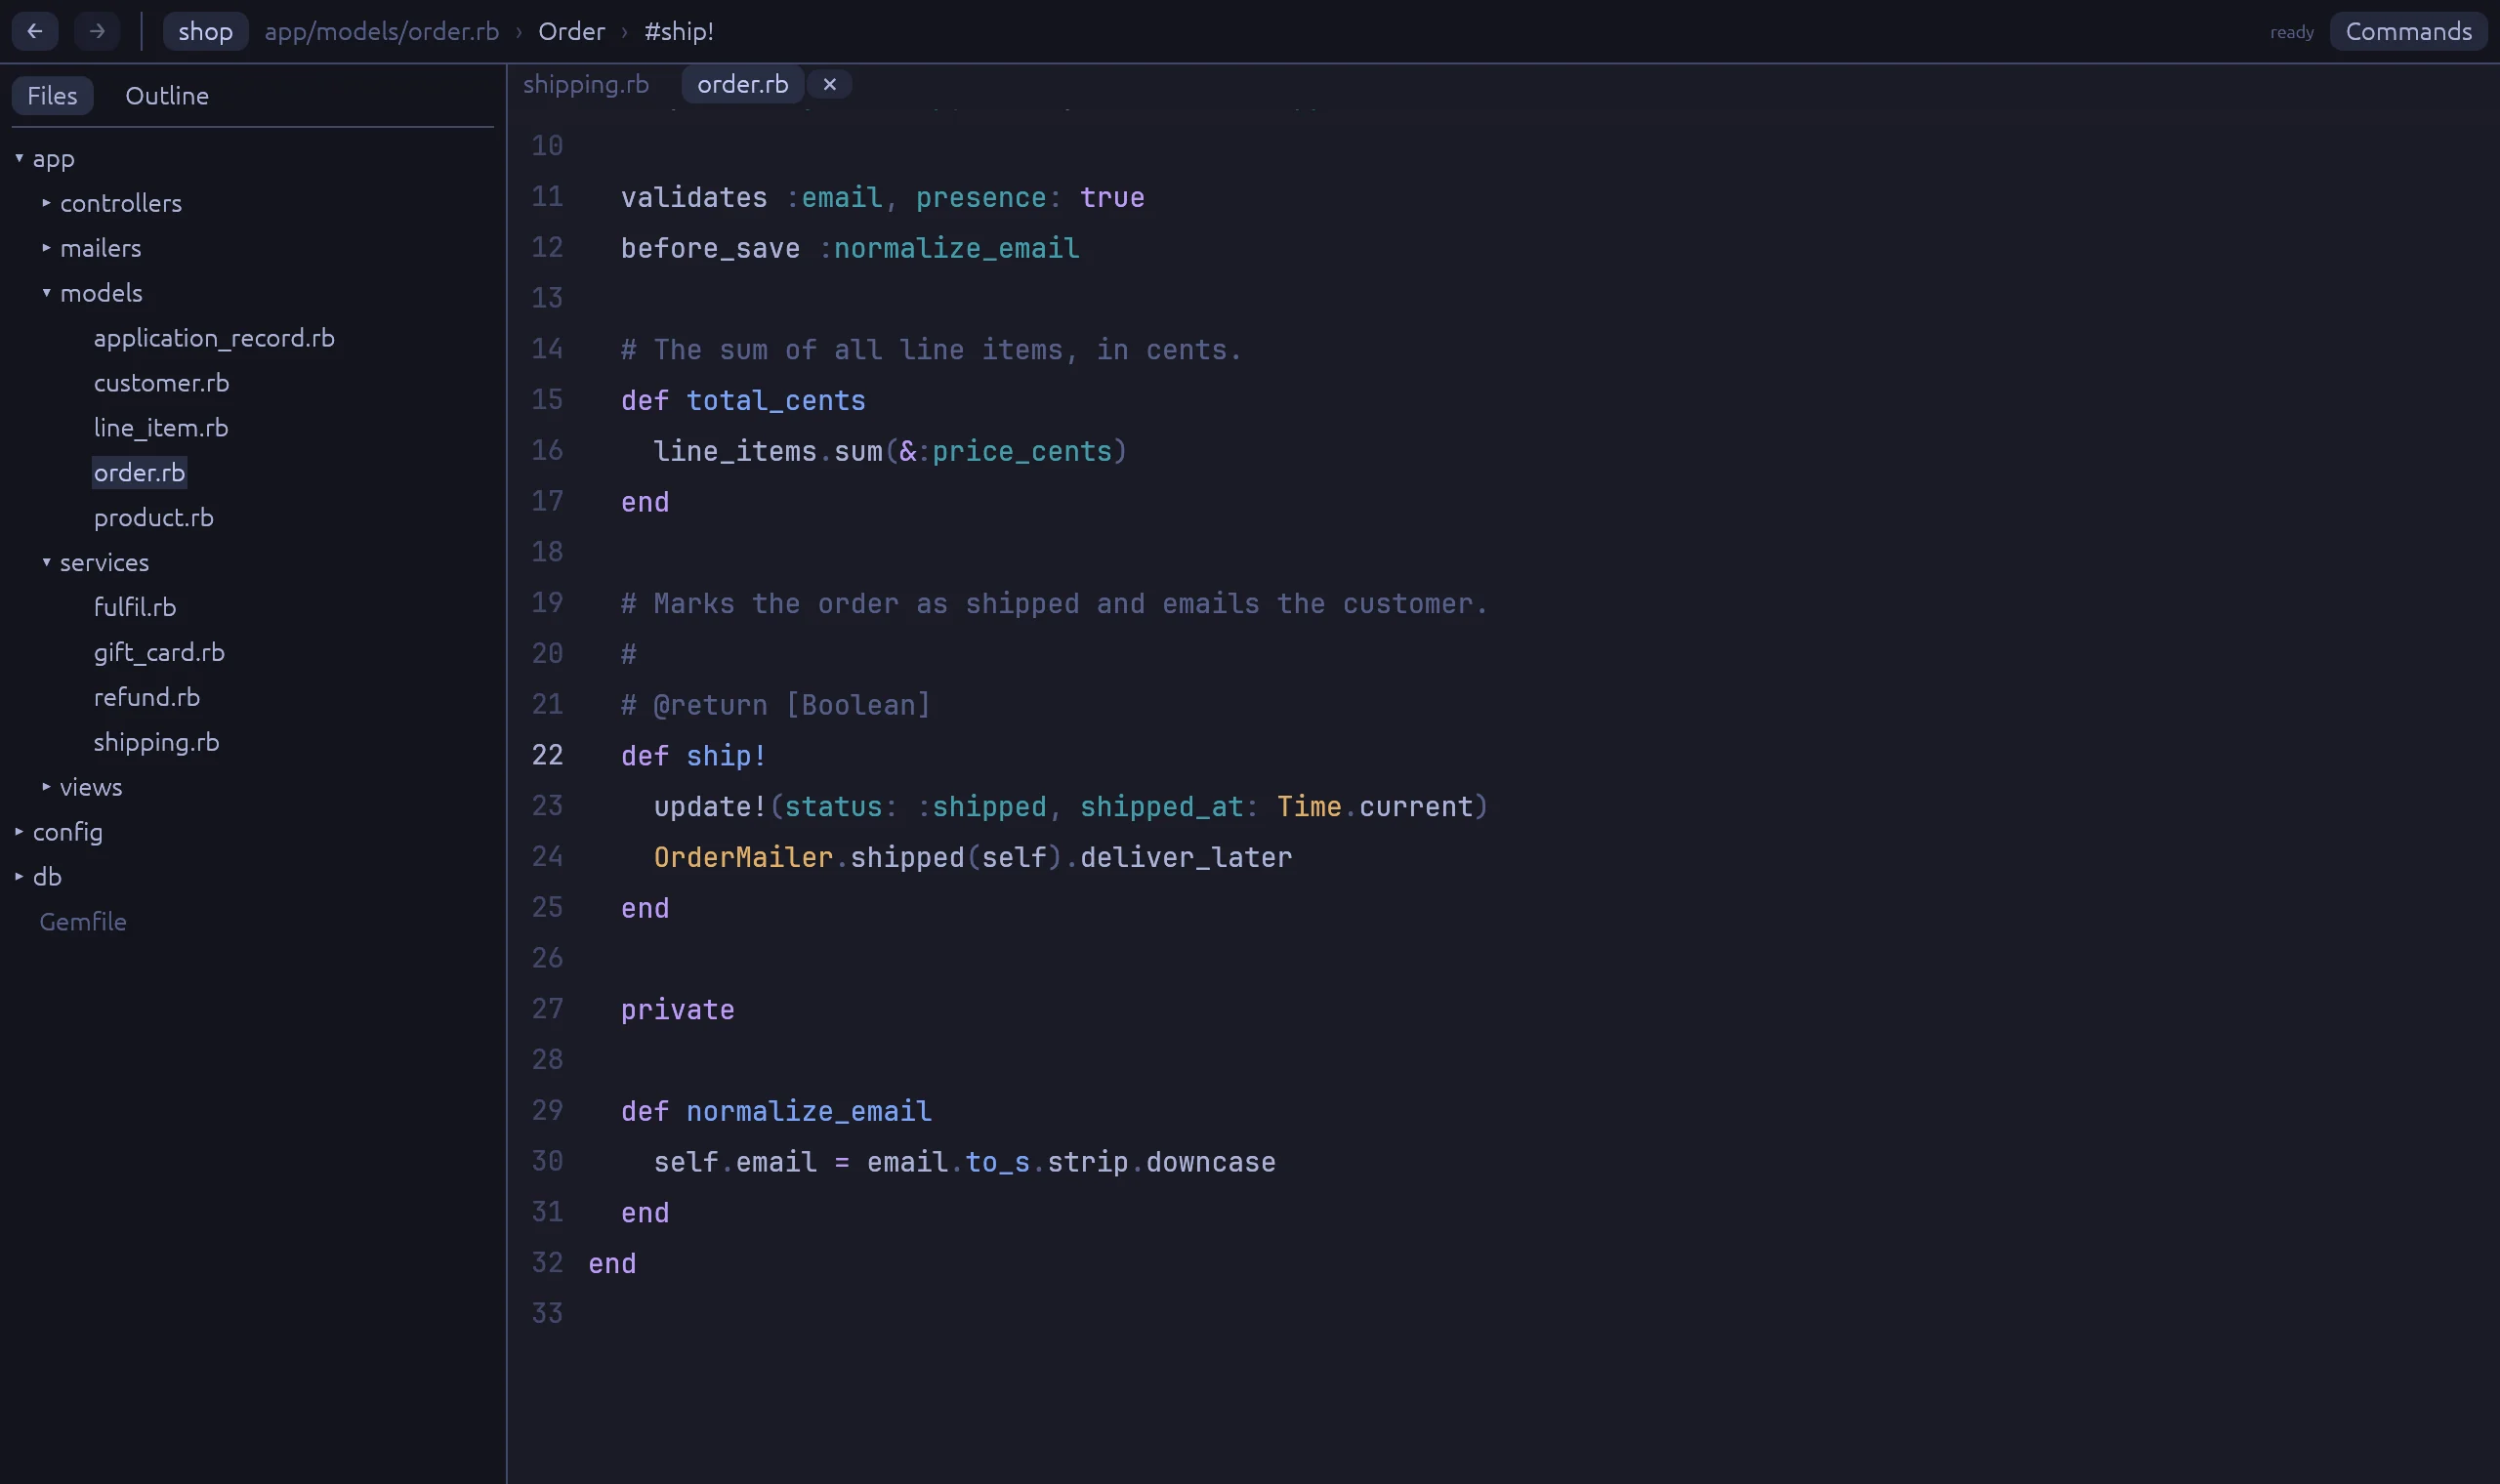 ← → shop app/models/order.rb › Order › #ship! ready Commands
Files Outline
app
controllers
mailers
models
application_record.rb
customer.rb
line_item.rb
order.rb
product.rb
services
fulfil.rb
gift_card.rb
refund.rb
shipping.rb
views
config
db
Gemfile
shipping.rb order.rb ×
10
11 validates :email, presence: true
12 before_save :normalize_email
13
14 # The sum of all line items, in cents.
15 def total_cents
16 line_items.sum(&:price_cents)
17 end
18
19 # Marks the order as shipped and emails the customer.
20 #
21 # @return [Boolean]
22 def ship!
23 update!(status: :shipped, shipped_at: Time.current)
24 OrderMailer.shipped(self).deliver_later
25 end
26
27 private
28
29 def normalize_email
30 self.email = email.to_s.strip.downcase
31 end
32 end
33